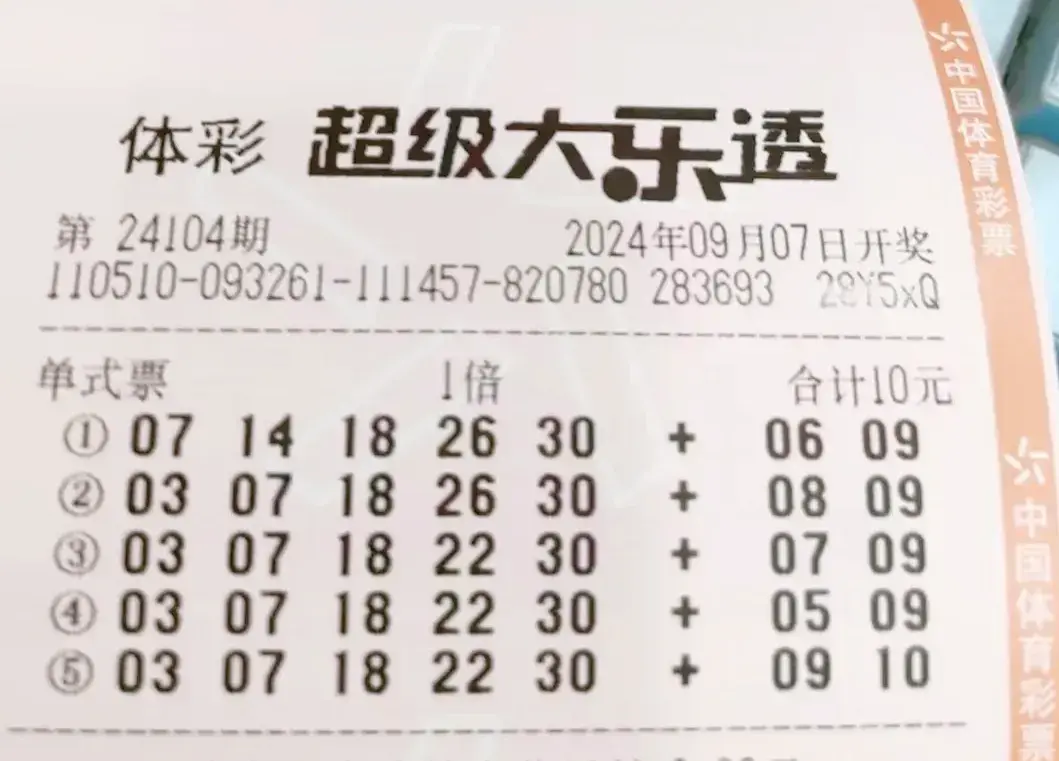 体彩 超级大乐透
第 24104期 2024年09月07日开奖
110510-093261-111457-820780 283693 28Y5xQ
单式票 1倍 合计10元
① 07 14 18 26 30 + 06 09
② 03 07 18 26 30 + 08 09
③ 03 07 18 22 30 + 07 09
④ 03 07 18 22 30 + 05 09
⑤ 03 07 18 22 30 + 09 10
中国体育彩票
中国体育彩票